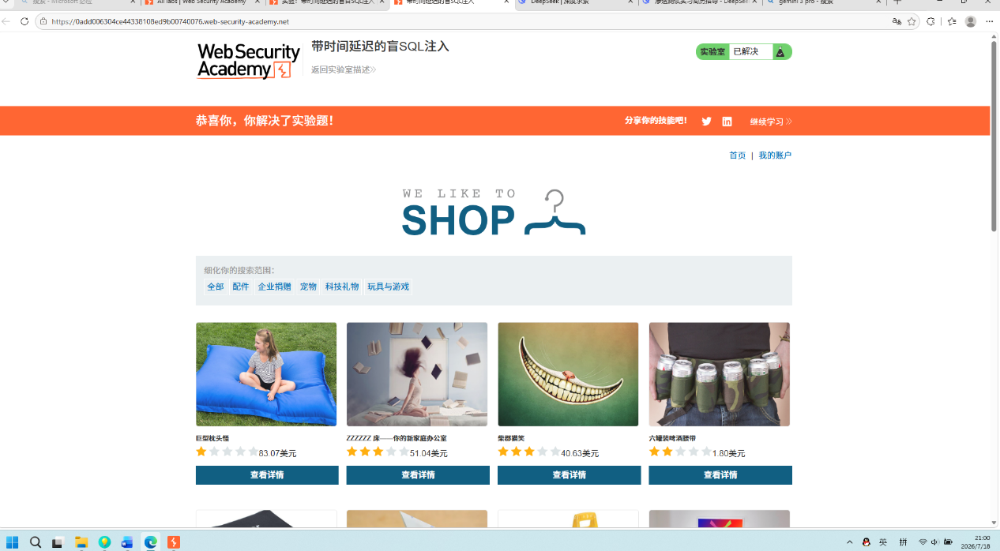 搜索 - Microsoft 必应
All labs | Web Security Academy
实验：带时间延迟的盲SQL注入
带时间延迟的盲SQL注入
DeepSeek | 深度求索
渗透测试实习简历指导 - DeepSeek
gemini 3 pro - 搜索
https://0add006304ce44338108ed9b00740076.web-security-academy.net
WebSecurity
Academy
带时间延迟的盲SQL注入
返回实验室描述
实验室 已解决
恭喜你，你解决了实验题！
分享你的技能吧！
继续学习
首页 | 我的账户
WE LIKE TO
SHOP
细化你的搜索范围：
全部 配件 企业捐赠 宠物 科技礼物 玩具与游戏
巨型枕头怪
83.07美元
查看详情
ZZZZZZ 床——你的新家庭办公室
51.04美元
查看详情
柴郡猫笑
40.63美元
查看详情
六罐装啤酒腰带
1.80美元
查看详情
英 拼
21:00
2026/7/18